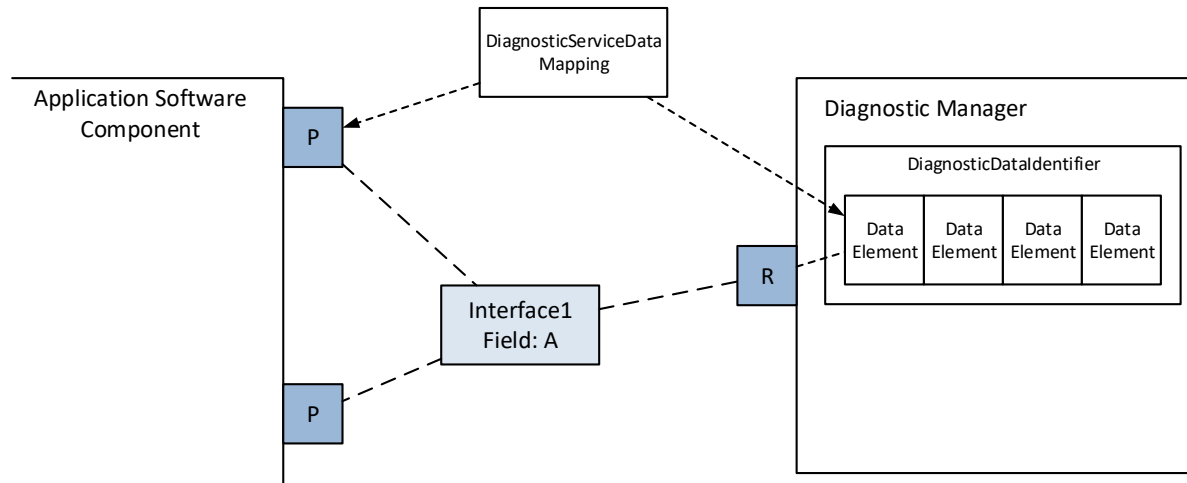 DiagnosticServiceData
Mapping
Application Software
Component
P
Diagnostic Manager
DiagnosticDataIdentifier
Data
Element
Data
Element
Data
Element
Data
Element
R
Interface1
Field: A
P